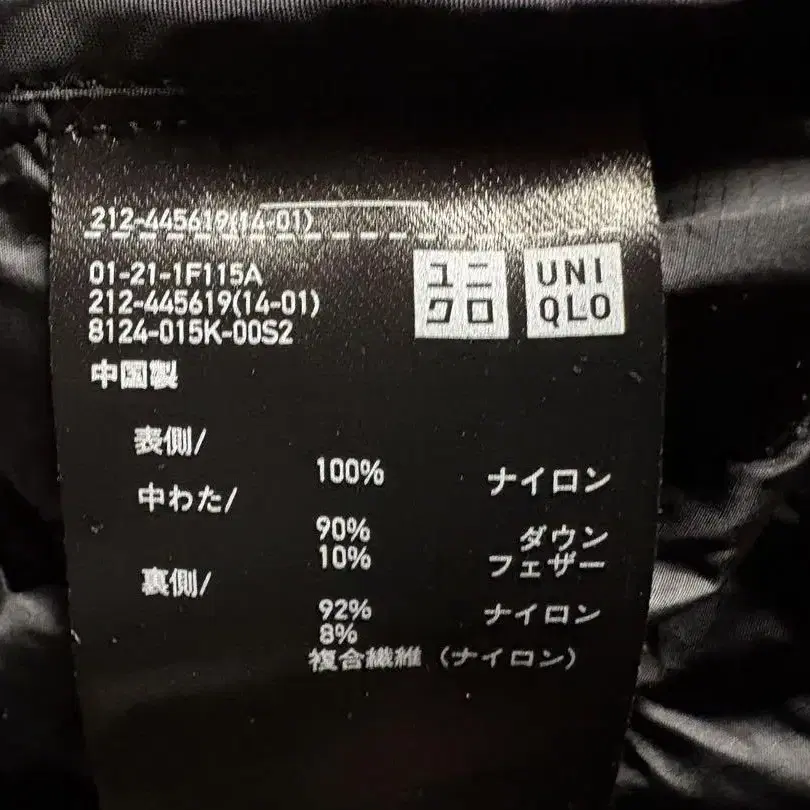 212-445619(14-01)
01-21-1F115A
212-445619(14-01)
8124-015K-00S2
ユニ
クロ
UNI
QLO
中国製
表側/
100% ナイロン
中わた/
90% ダウン
10% フェザー
裏側/
92% ナイロン
8%
複合繊維 (ナイロン)